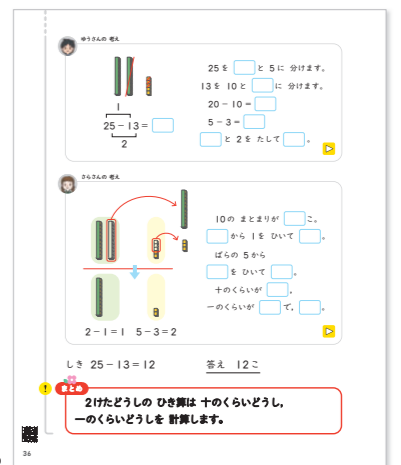 ゆうさんの 考え
25を □ と 5に 分けます。
13を 10と □ に 分けます。
20－10＝□
5－3＝□
□ と 2を たして □。
1
25－13＝□
2
さらさんの 考え
10の まとまりが □ こ。
□ から 1を ひいて □。
ばらの 5から
□ を ひいて □。
十のくらいが □。
一のくらいが □ で, □。
2－1＝1 5－3＝2
しき 25－13＝12 答え 12こ
!
まとめ
2けたどうしの ひき算は 十のくらいどうし,
一のくらいどうしを 計算します。
36